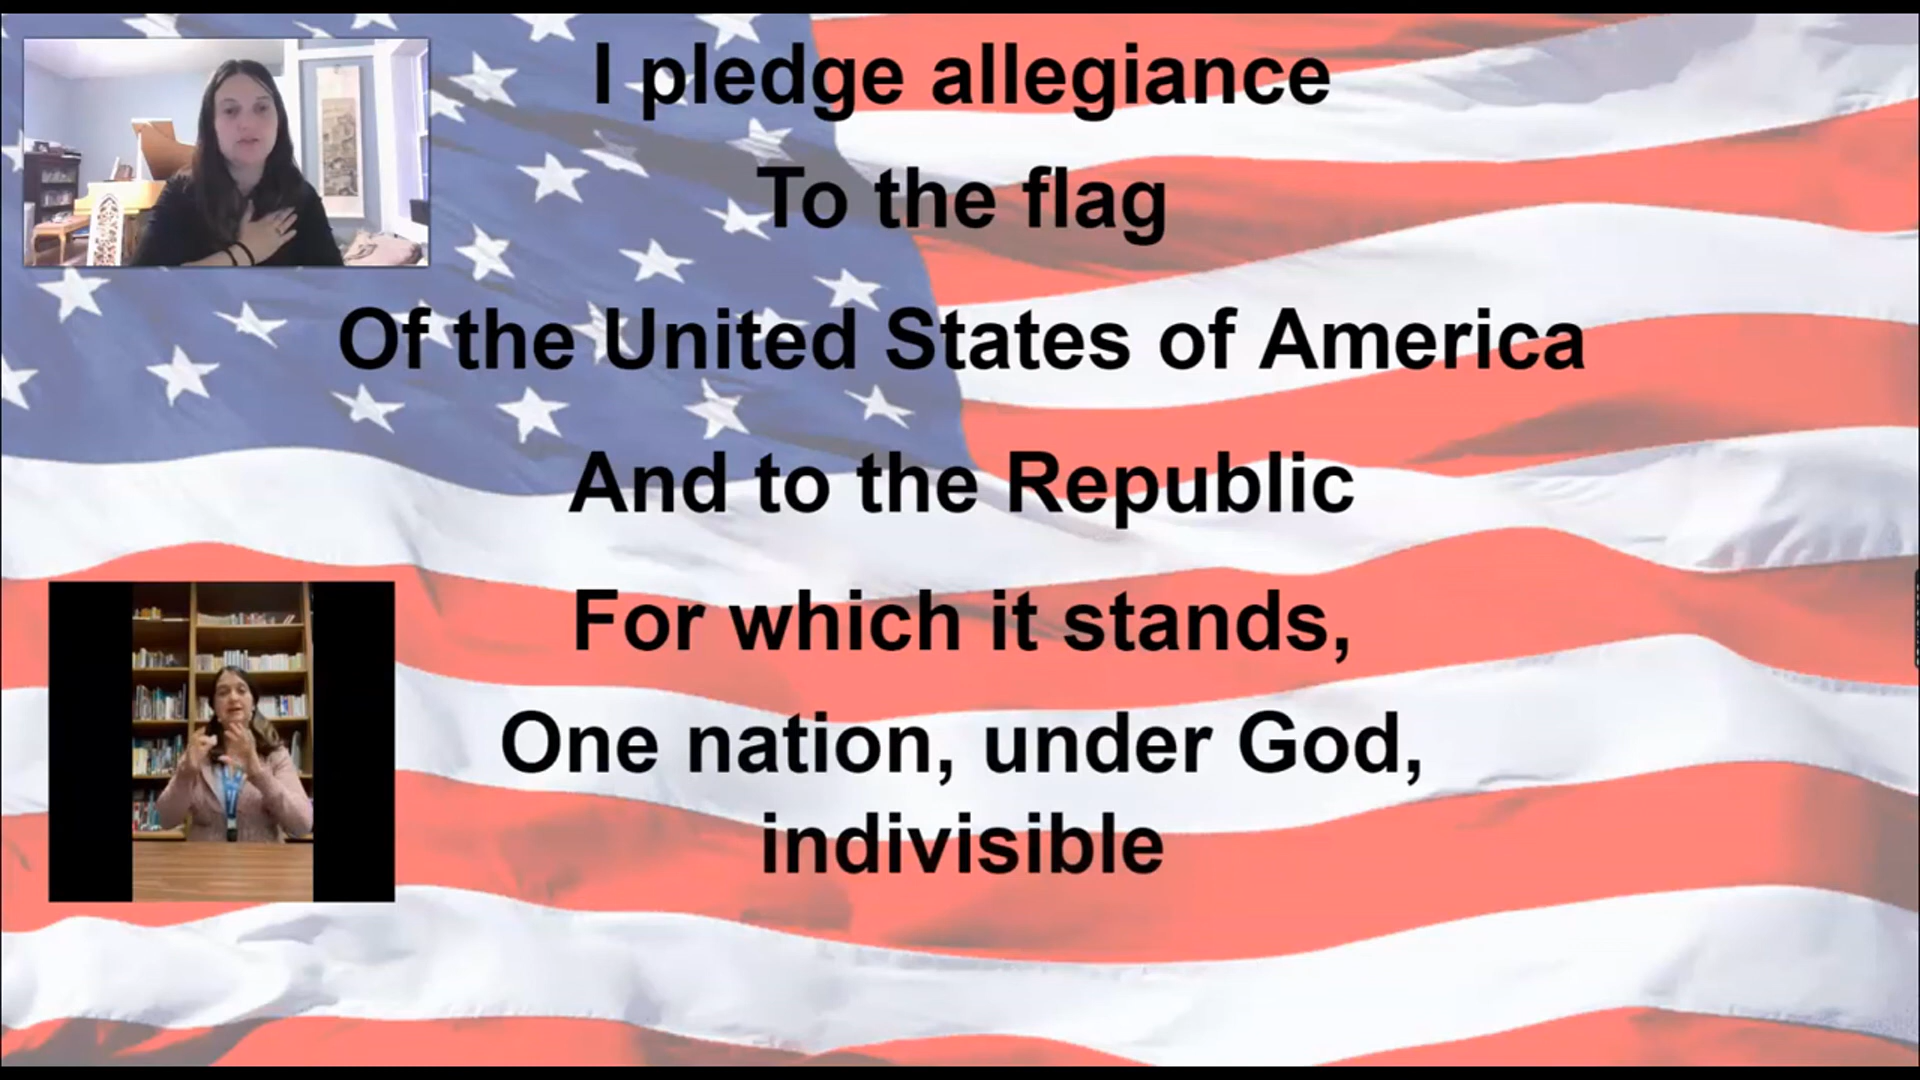 I pledge allegiance
To the flag
Of the United States of America
And to the Republic
For which it stands,
One nation, under God,
indivisible